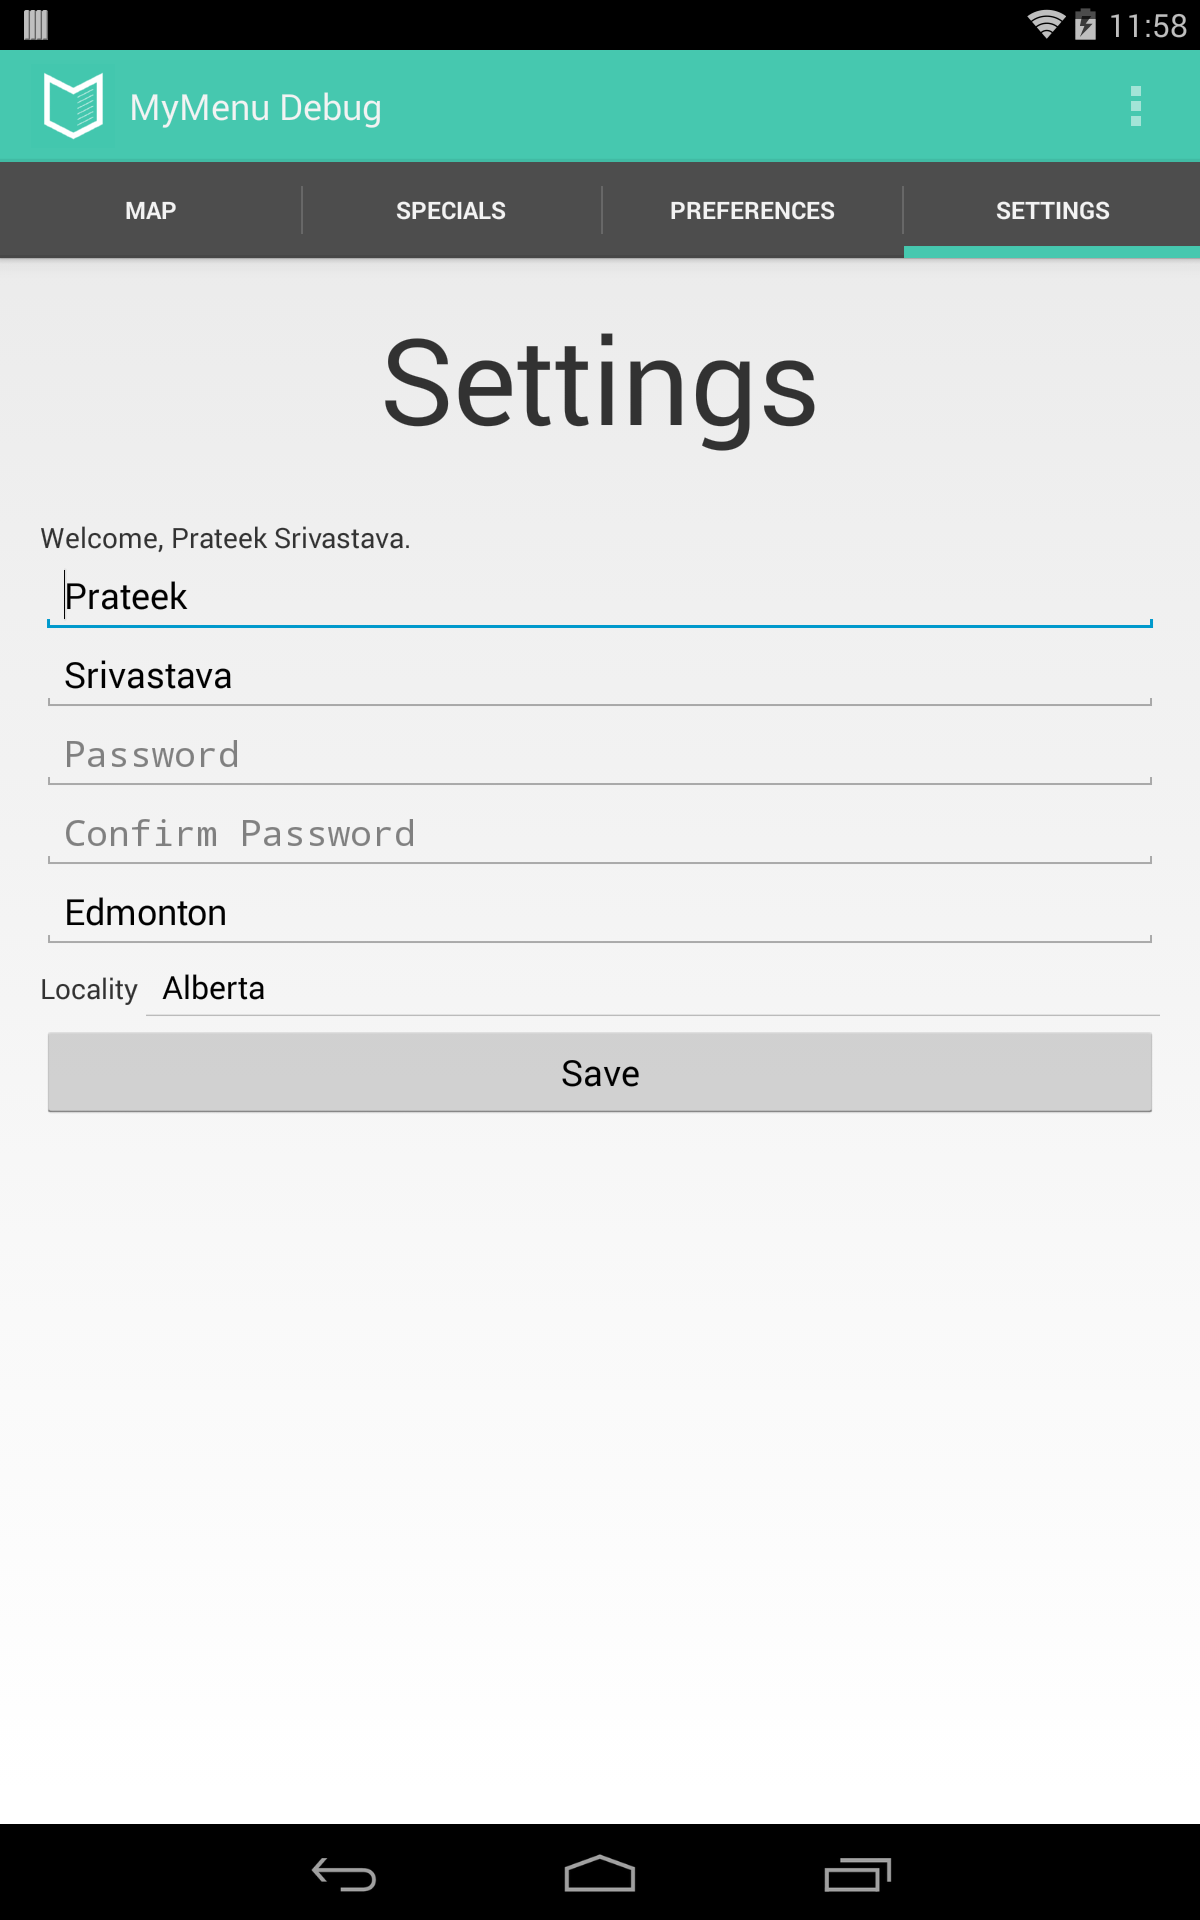 11:58
MyMenu Debug
MAP SPECIALS PREFERENCES SETTINGS
Settings
Welcome, Prateek Srivastava.
Prateek
Srivastava
Password
Confirm Password
Edmonton
Locality Alberta
Save